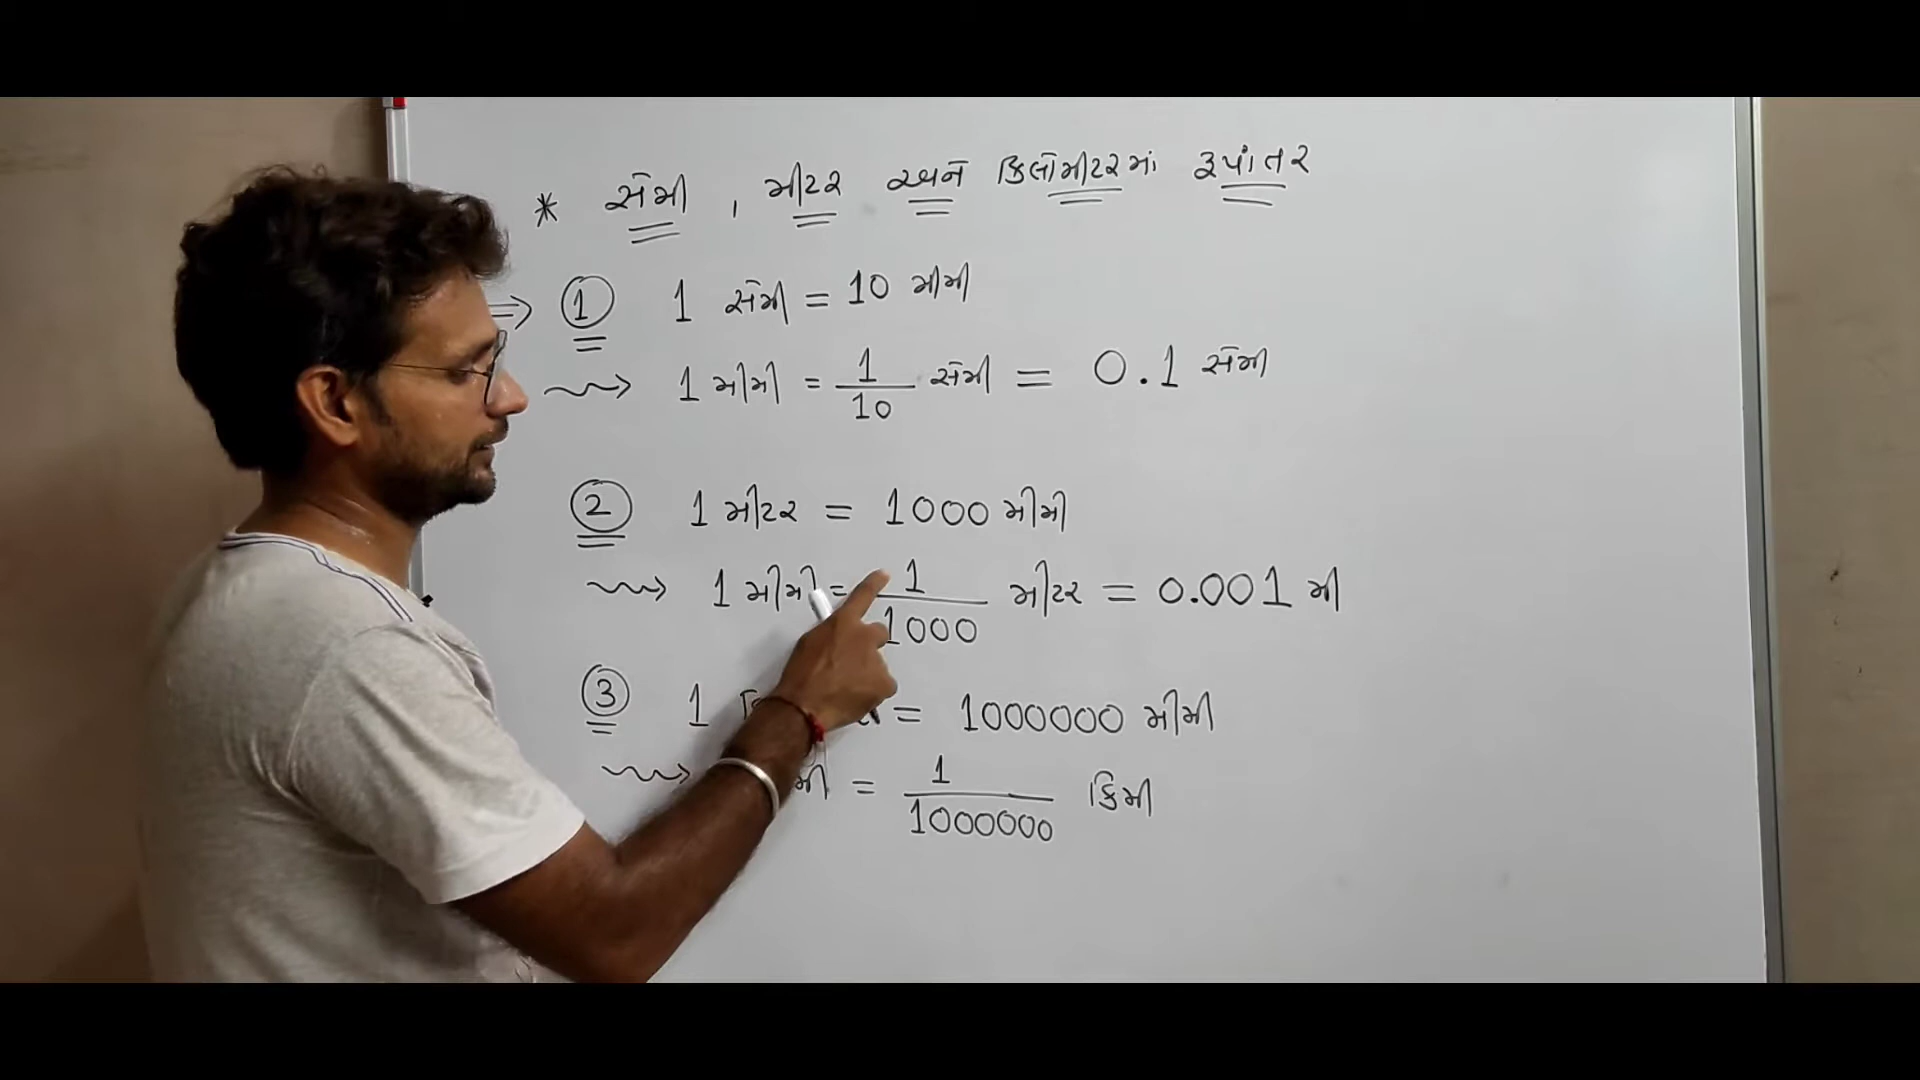 * સેમી , મીટર અને કિલોમીટરમાં રૂપાંતર
⇒ ① 1 સેમી = 10 મીમી
1 મીમી = 1/10 સેમી = 0.1 સેમી
② 1 મીટર = 1000 મીમી
1 મીમી = 1/1000 મીટર = 0.001 મી
③ 1 = 1000000 મીમી
= 1/1000000 કિમી